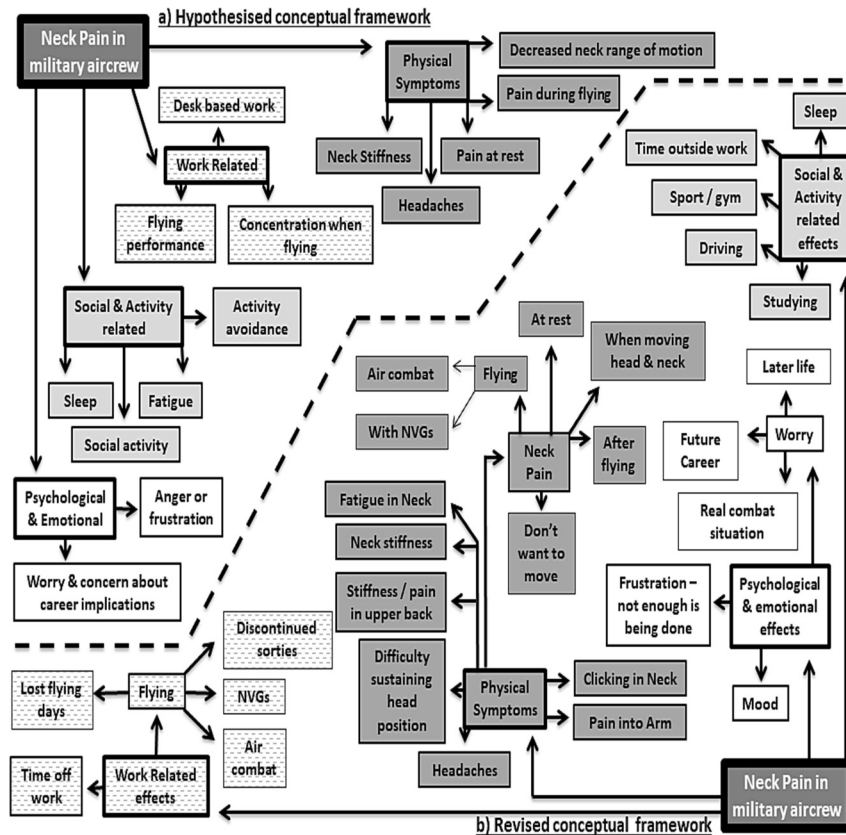 a) Hypothesised conceptual framework
Neck Pain in
military aircrew
Physical
Symptoms
Decreased neck range of motion
Pain during flying
Neck Stiffness
Pain at rest
Headaches
Desk based work
Work Related
Flying
performance
Concentration when
flying
Social & Activity
related
Activity
avoidance
Sleep
Fatigue
Social activity
Psychological
& Emotional
Anger or
frustration
Worry & concern about
career implications
Sleep
Time outside work
Social &
Activity
related
effects
Sport / gym
Driving
Studying
At rest
When moving
head & neck
Air combat
Flying
With NVGs
Neck
Pain
After
flying
Don't
want to
move
Later life
Future
Career
Worry
Real combat
situation
Fatigue in Neck
Neck stiffness
Stiffness / pain
in upper back
Difficulty
sustaining
head
position
Physical
Symptoms
Clicking in Neck
Pain into Arm
Headaches
Frustration –
not enough is
being done
Psychological
& emotional
effects
Mood
Discontinued
sorties
Lost flying
days
Flying
NVGs
Air
combat
Time off
work
Work Related
effects
Neck Pain in
military aircrew
b) Revised conceptual framework